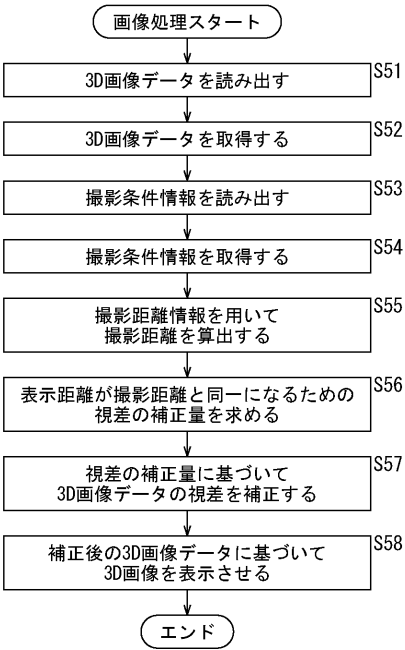 画像処理スタート
S51
3D画像データを読み出す
S52
3D画像データを取得する
S53
撮影条件情報を読み出す
S54
撮影条件情報を取得する
S55
撮影距離情報を用いて
撮影距離を算出する
S56
表示距離が撮影距離と同一になるための
視差の補正量を求める
S57
視差の補正量に基づいて
3D画像データの視差を補正する
S58
補正後の3D画像データに基づいて
3D画像を表示させる
エンド